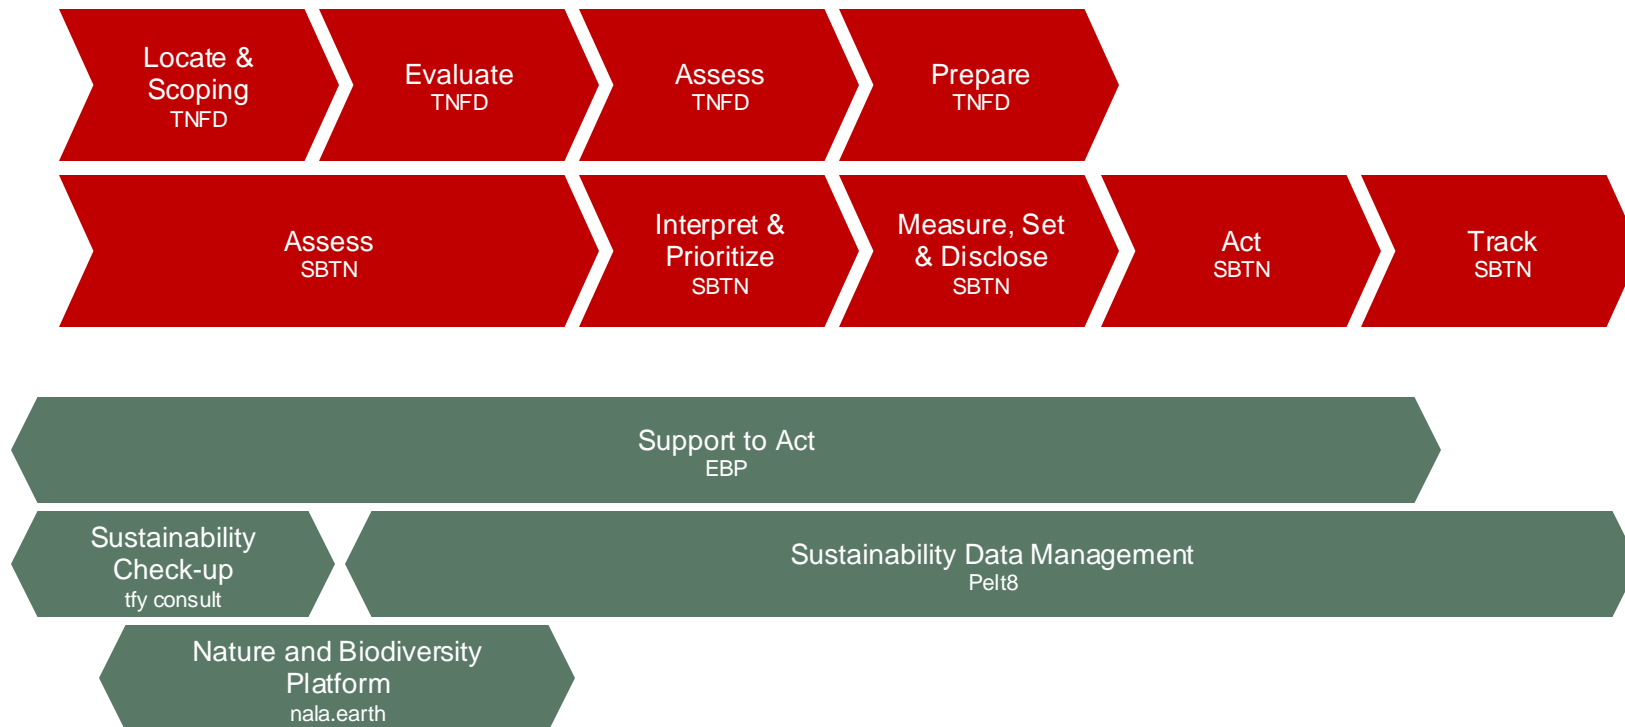 Locate &
Scoping
TNFD
Evaluate
TNFD
Assess
TNFD
Prepare
TNFD
Assess
SBTN
Interpret &
Prioritize
SBTN
Measure, Set
& Disclose
SBTN
Act
SBTN
Track
SBTN
Support to Act
EBP
Sustainability
Check-up
tfy consult
Sustainability Data Management
Pelt8
Nature and Biodiversity
Platform
nala.earth